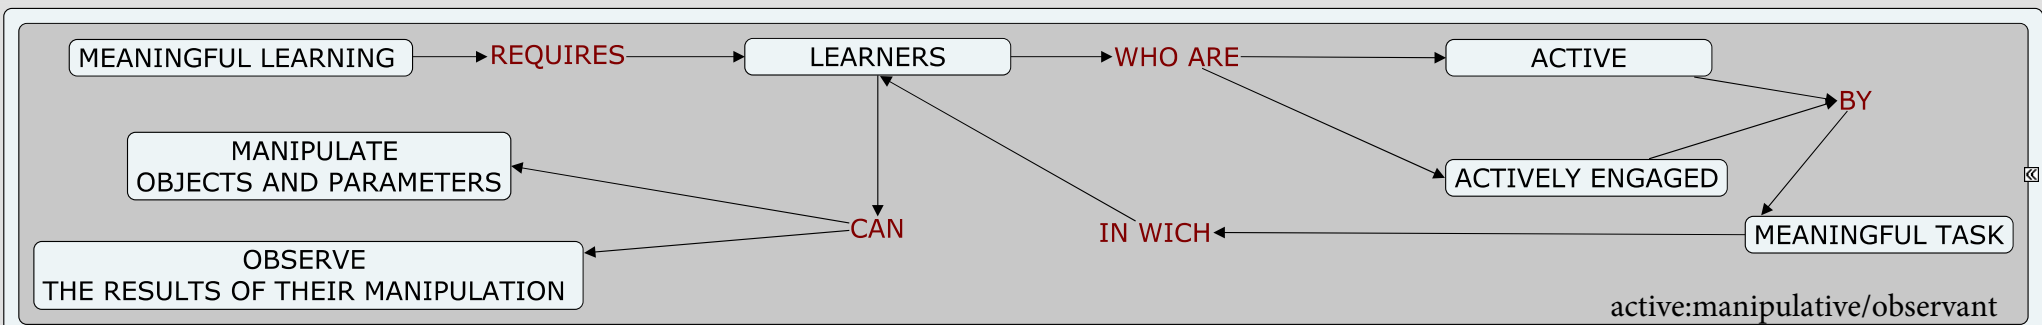 MEANINGFUL LEARNING
REQUIRES
LEARNERS
WHO ARE
ACTIVE
BY
MANIPULATE
OBJECTS AND PARAMETERS
ACTIVELY ENGAGED
CAN
IN WICH
MEANINGFUL TASK
OBSERVE
THE RESULTS OF THEIR MANIPULATION
active:manipulative/observant